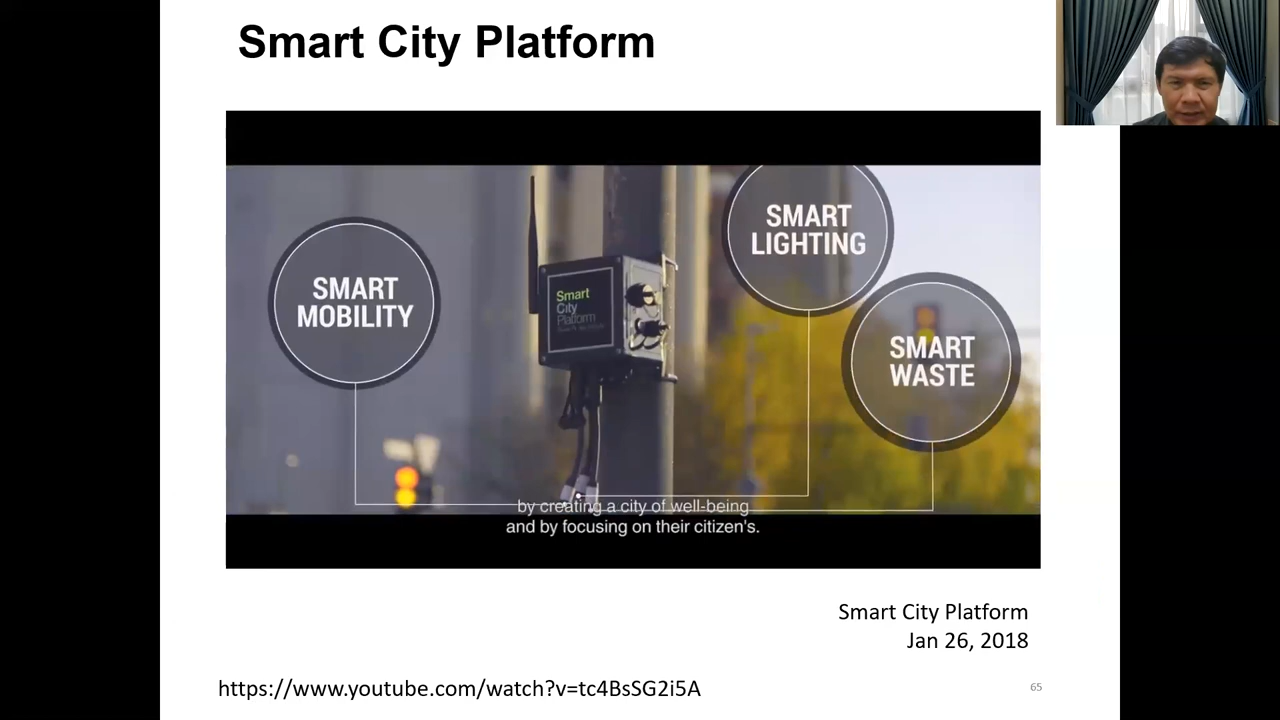 Smart City Platform
SMART
MOBILITY
SMART
LIGHTING
SMART
WASTE
Smart
City
Platform
by creating a city of well-being
and by focusing on their citizen's.
Smart City Platform
Jan 26, 2018
https://www.youtube.com/watch?v=tc4BsSG2i5A
65